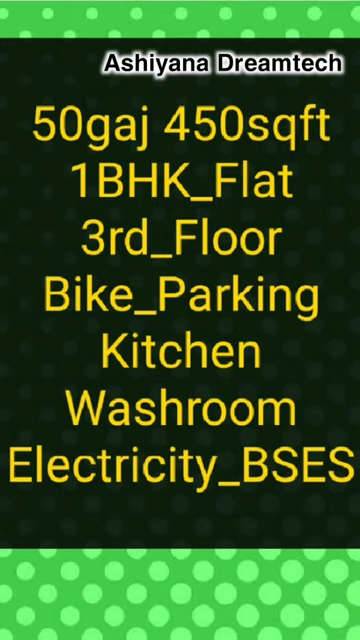 Ashiyana Dreamtech
50gaj 450sqft
1BHK_Flat
3rd_Floor
Bike_Parking
Kitchen
Washroom
Electricity_BSES